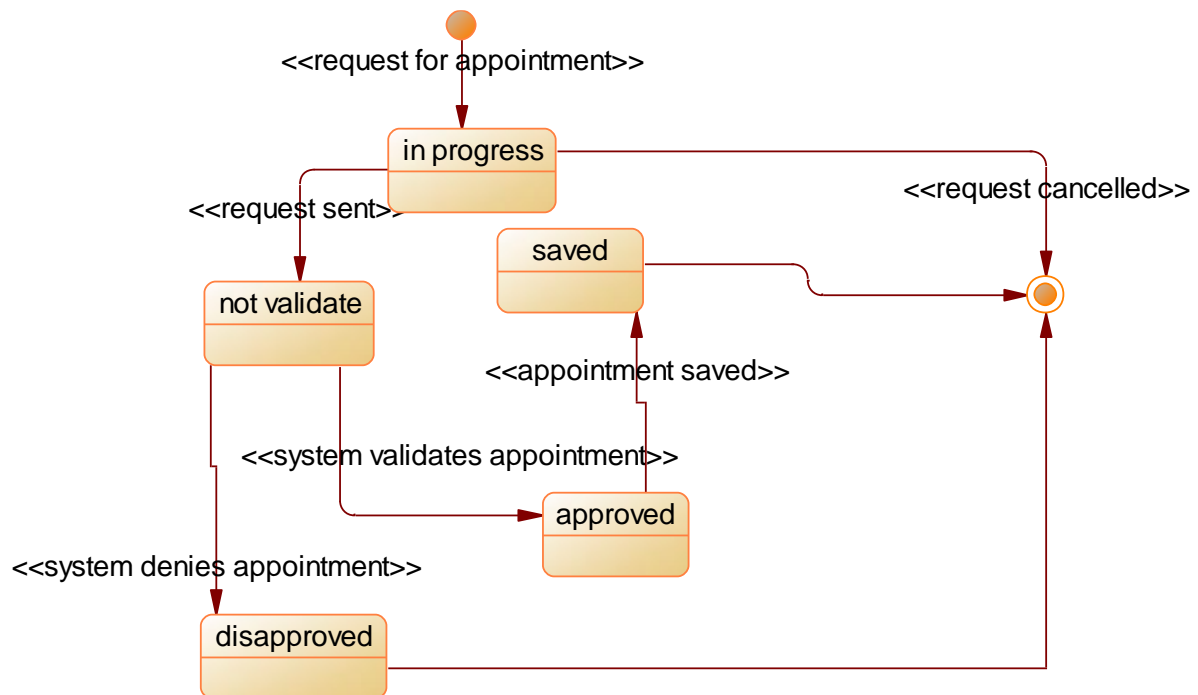 <<request for appointment>>
in progress
<<request cancelled>>
<<request sent>>
saved
not validate
<<appointment saved>>
<<system validates appointment>>
approved
<<system denies appointment>>
disapproved